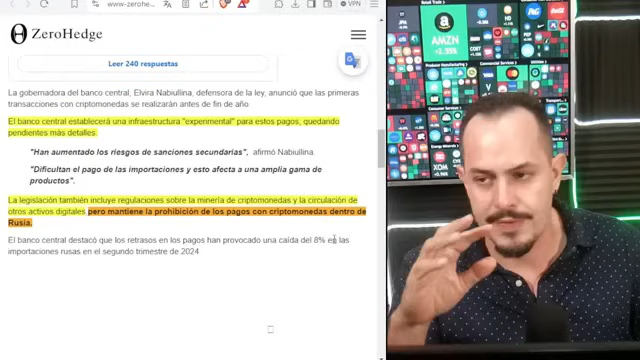 www.zerohe
VPN
ZeroHedge
Leer 240 respuestas
La gobernadora del banco central, Elvira Nabiullina, defensora de la ley, anunció que las primeras
transacciones con criptomonedas se realizarán antes de fin de año
El banco central establecerá una infraestructura "experimental" para estos pagos, quedando
pendientes más detalles.
"Han aumentado los riesgos de sanciones secundarias", afirmó Nabiullina.
"Dificultan el pago de las importaciones y esto afecta a una amplia gama de
productos".
La legislación también incluye regulaciones sobre la minería de criptomonedas y la circulación de
otros activos digitales pero mantiene la prohibición de los pagos con criptomonedas dentro de
Rusia.
El banco central destacó que los retrasos en los pagos han provocado una caída del 8% en las
importaciones rusas en el segundo trimestre de 2024
AMZN